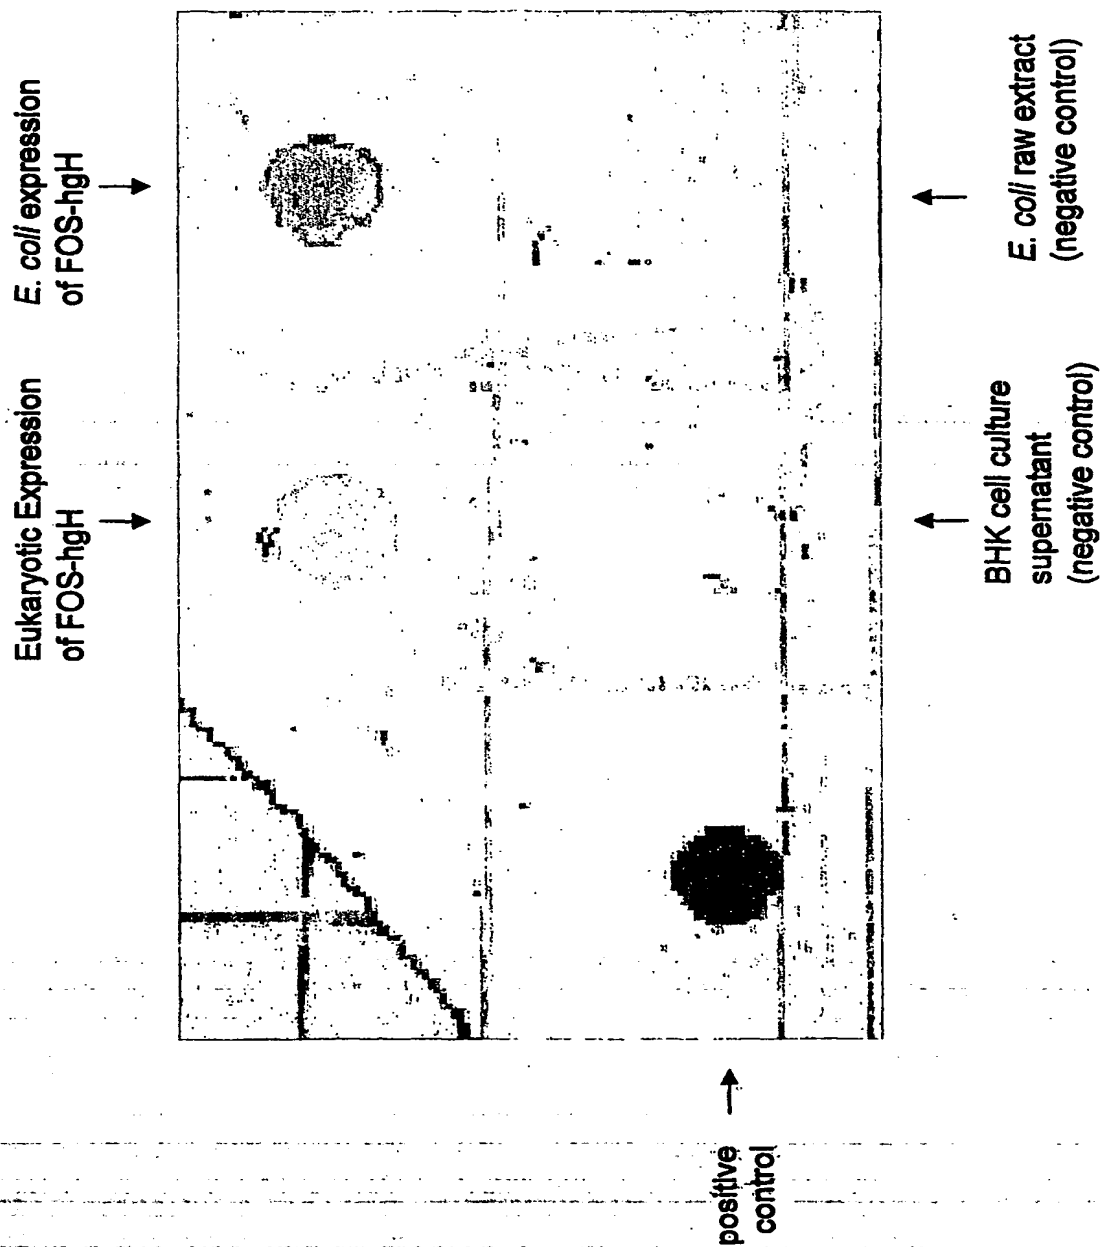 positive
control
Eukaryotic Expression
of FOS-hgH
E. coli expression
of FOS-hgH
BHK cell culture
supernatant
(negative control)
E. coli raw extract
(negative control)